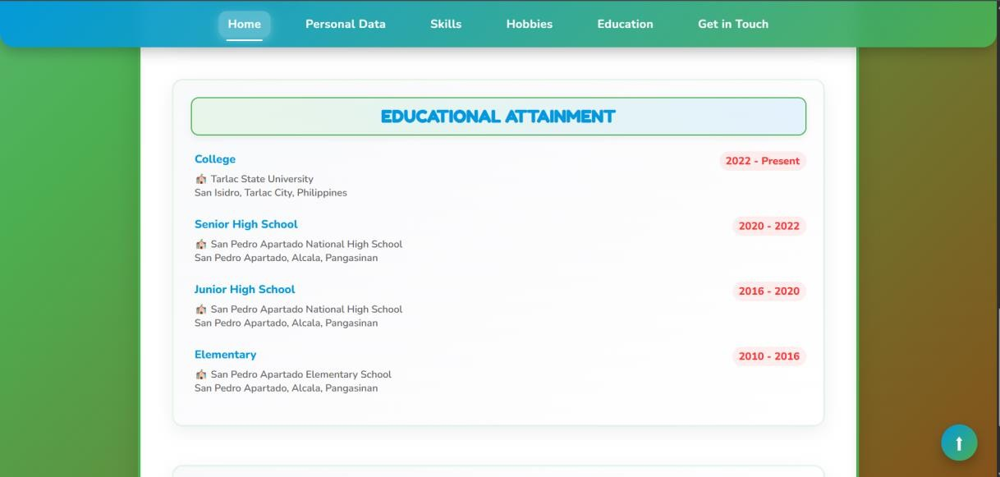 Home Personal Data Skills Hobbies Education Get in Touch
EDUCATIONAL ATTAINMENT
College 2022 - Present
Tarlac State University
San Isidro, Tarlac City, Philippines
Senior High School 2020 - 2022
San Pedro Apartado National High School
San Pedro Apartado, Alcala, Pangasinan
Junior High School 2016 - 2020
San Pedro Apartado National High School
San Pedro Apartado, Alcala, Pangasinan
Elementary 2010 - 2016
San Pedro Apartado Elementary School
San Pedro Apartado, Alcala, Pangasinan